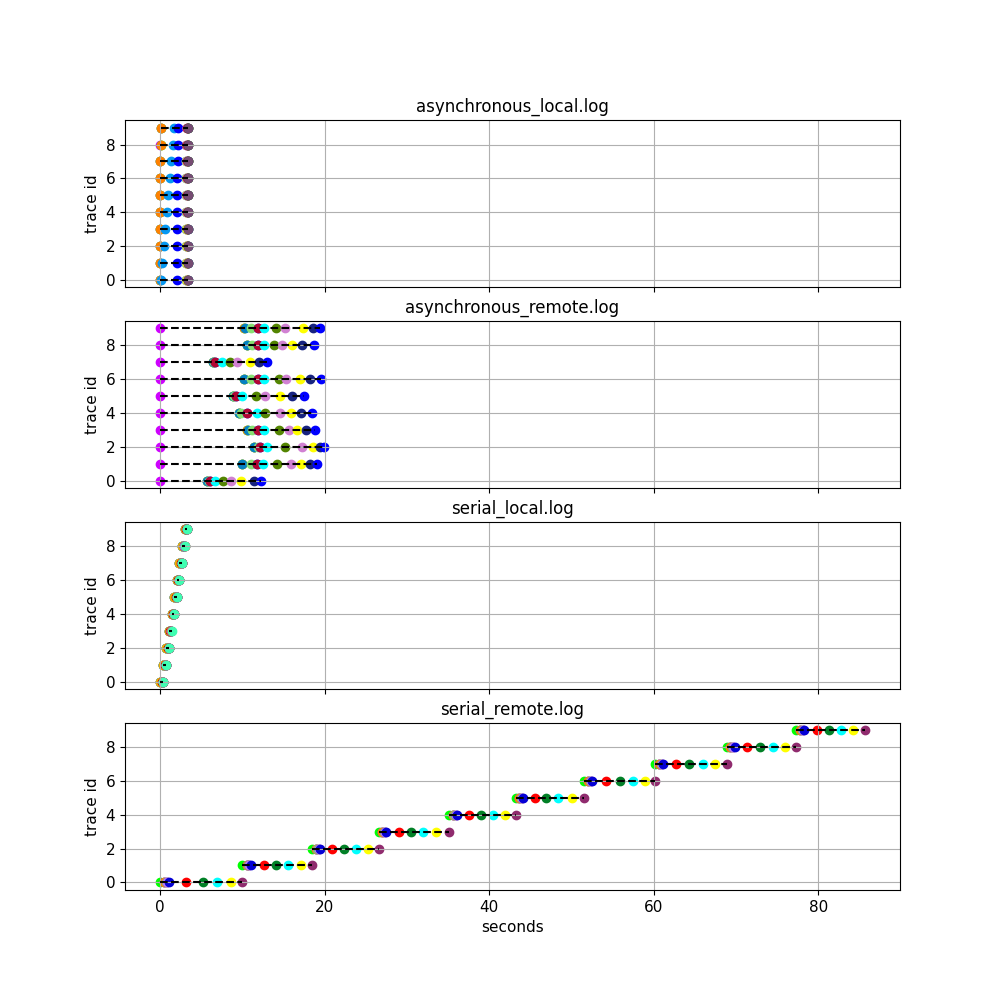 asynchronous_local.log
8
6
4
2
0
trace id
asynchronous_remote.log
8
6
4
2
0
trace id
serial_local.log
8
6
4
2
0
trace id
serial_remote.log
8
6
4
2
0
trace id
0 20 40 60 80
seconds